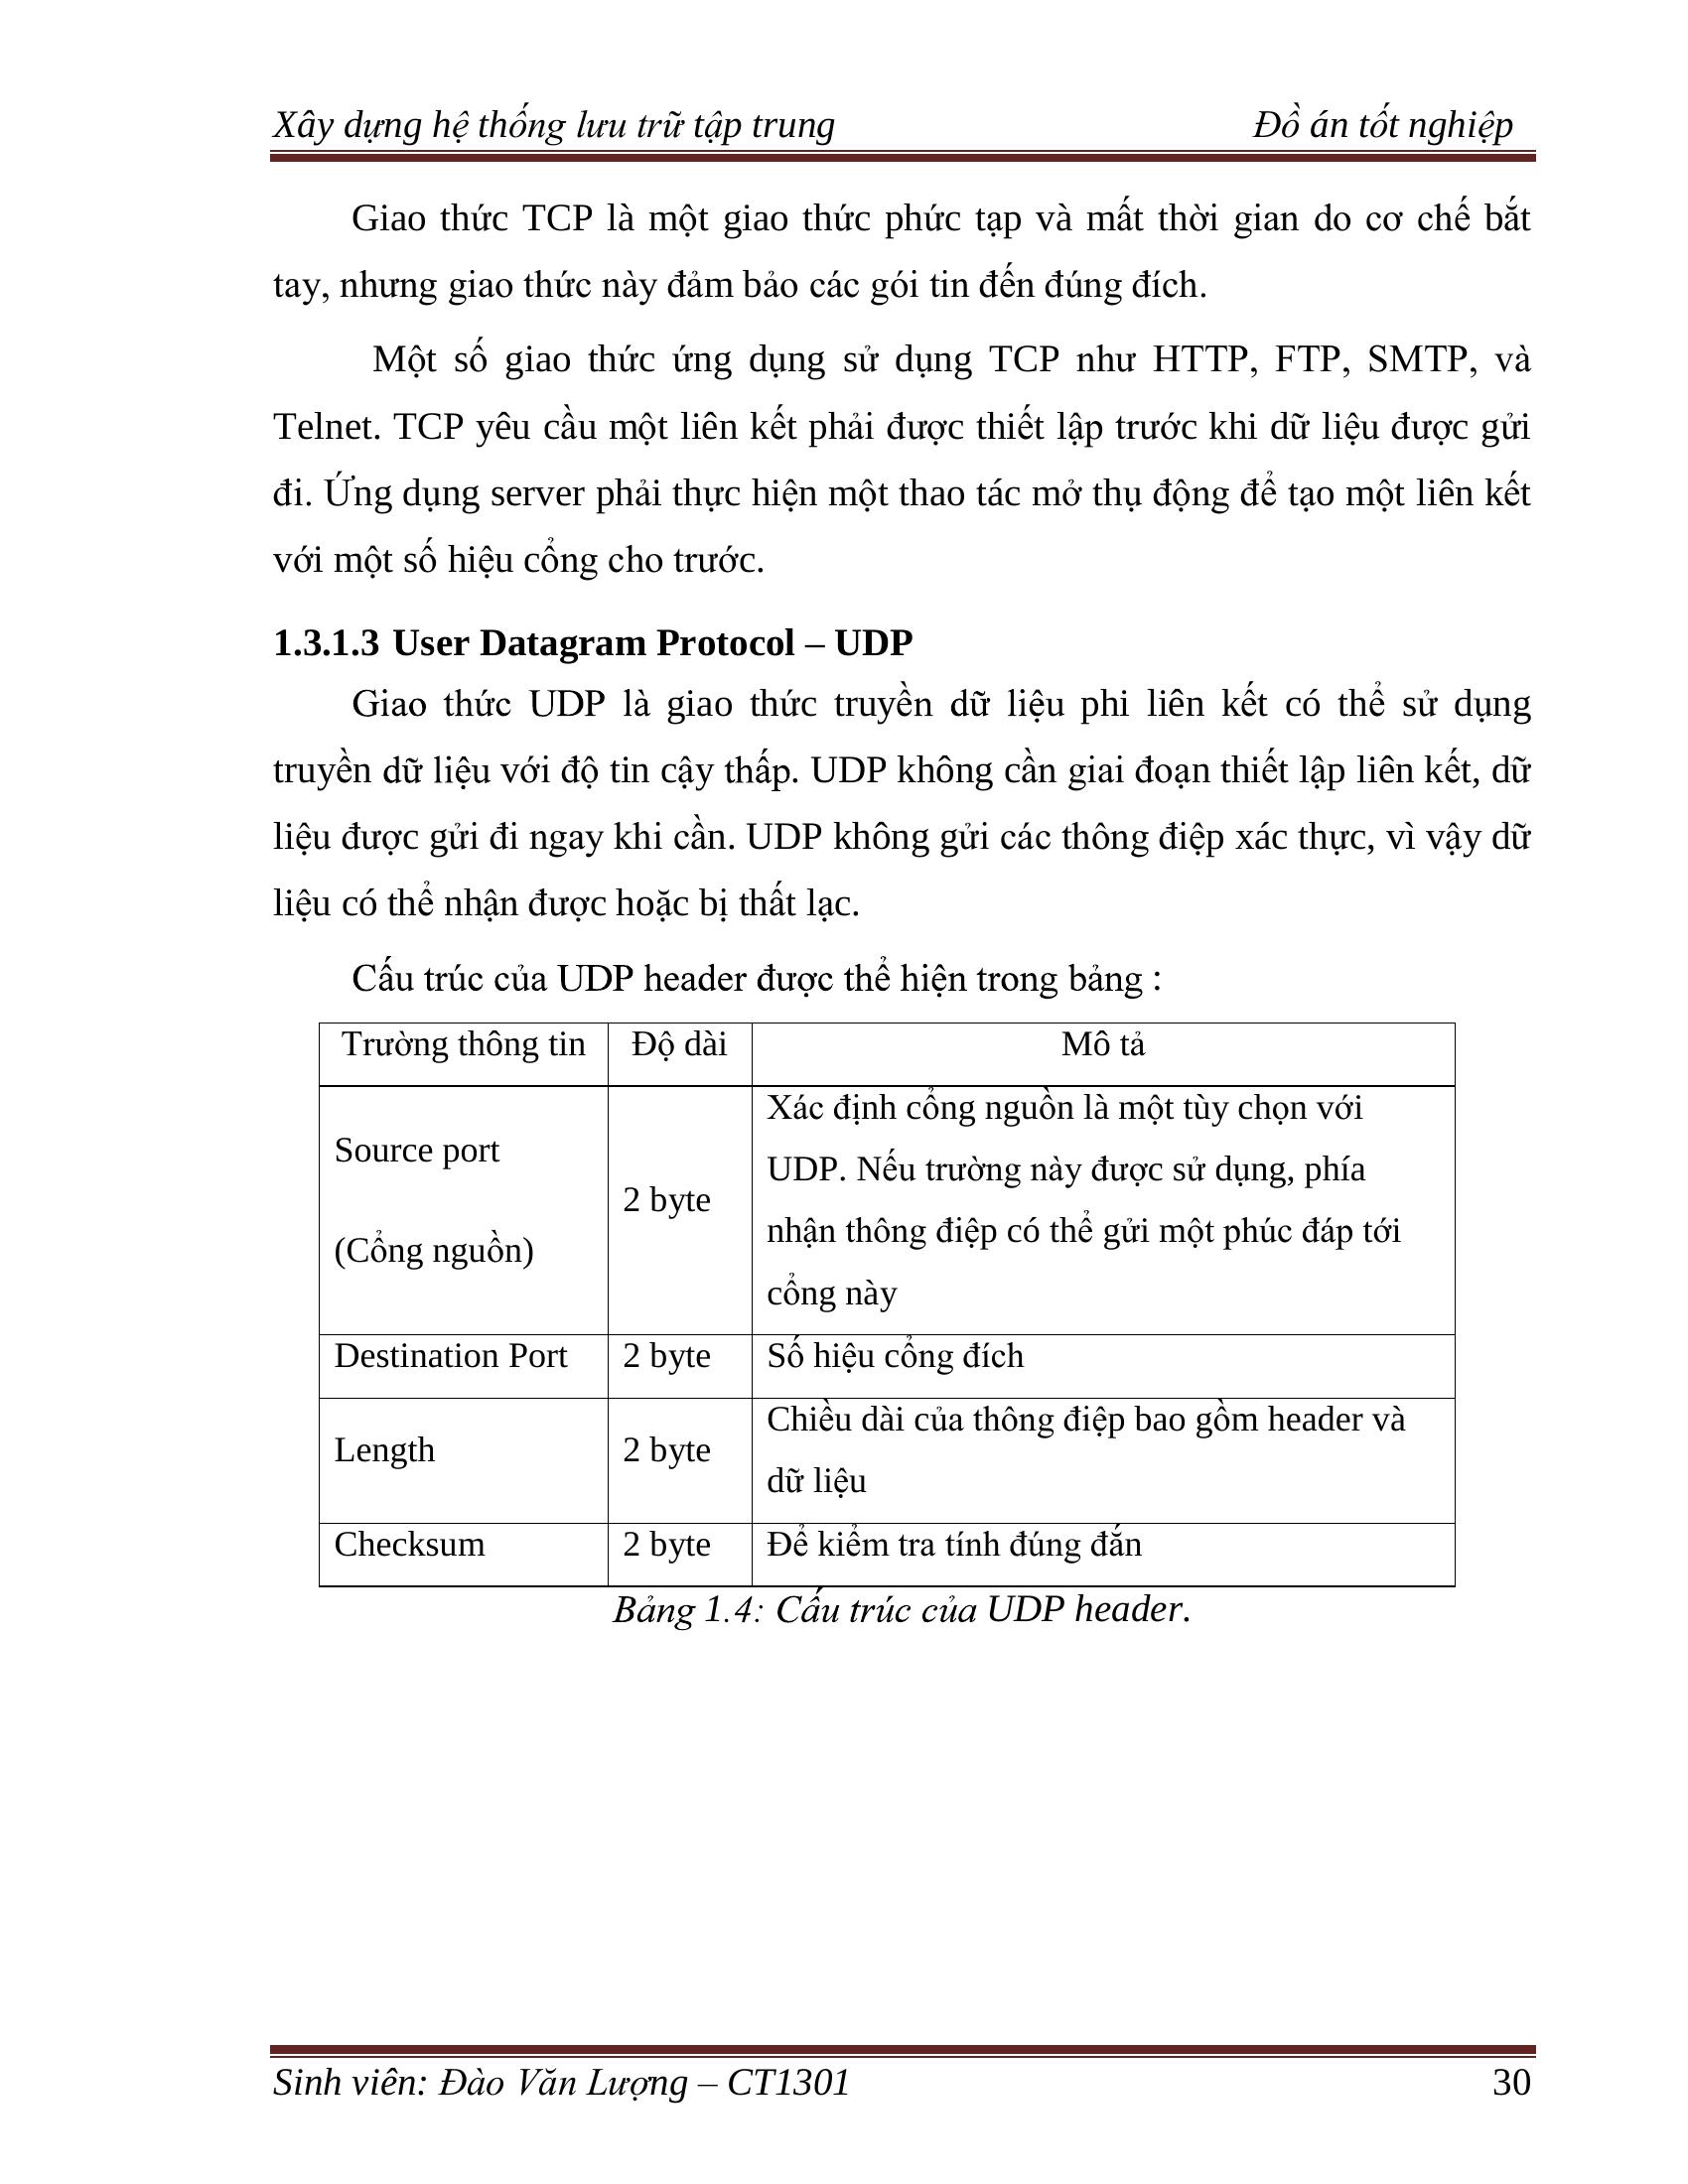 Xây dựng hệ thống lưu trữ tập trung Đồ án tốt nghiệp
Giao thức TCP là một giao thức phức tạp và mất thời gian do cơ chế bắt
tay, nhưng giao thức này đảm bảo các gói tin đến đúng đích.
Một số giao thức ứng dụng sử dụng TCP như HTTP, FTP, SMTP, và
Telnet. TCP yêu cầu một liên kết phải được thiết lập trước khi dữ liệu được gửi
đi. Ứng dụng server phải thực hiện một thao tác mở thụ động để tạo một liên kết
với một số hiệu cổng cho trước.
1.3.1.3 User Datagram Protocol – UDP
Giao thức UDP là giao thức truyền dữ liệu phi liên kết có thể sử dụng
truyền dữ liệu với độ tin cậy thấp. UDP không cần giai đoạn thiết lập liên kết, dữ
liệu được gửi đi ngay khi cần. UDP không gửi các thông điệp xác thực, vì vậy dữ
liệu có thể nhận được hoặc bị thất lạc.
Cấu trúc của UDP header được thể hiện trong bảng :
Trường thông tin Độ dài Mô tả
Source port
(Cổng nguồn)
2 byte
Xác định cổng nguồn là một tùy chọn với
UDP. Nếu trường này được sử dụng, phía
nhận thông điệp có thể gửi một phúc đáp tới
cổng này
Destination Port 2 byte Số hiệu cổng đích
Length 2 byte
Chiều dài của thông điệp bao gồm header và
dữ liệu
Checksum 2 byte Để kiểm tra tính đúng đắn
Bảng 1.4: Cấu trúc của UDP header.
Sinh viên: Đào Văn Lượng – CT1301 30